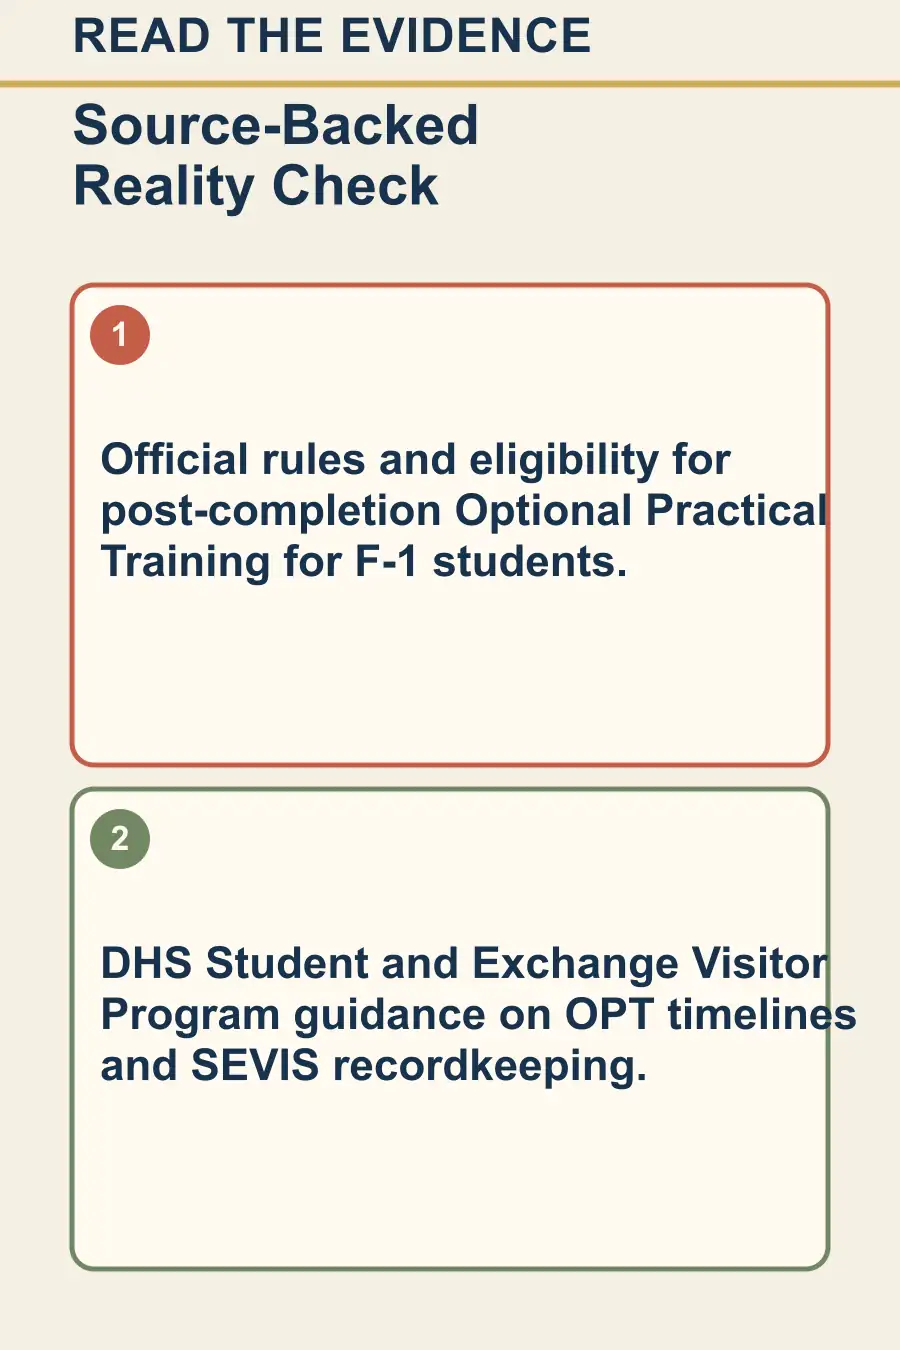 READ THE EVIDENCE
Source-Backed
Reality Check
1
Official rules and eligibility for
post-completion Optional Practical
Training for F-1 students.
2
DHS Student and Exchange Visitor
Program guidance on OPT timelines
and SEVIS recordkeeping.